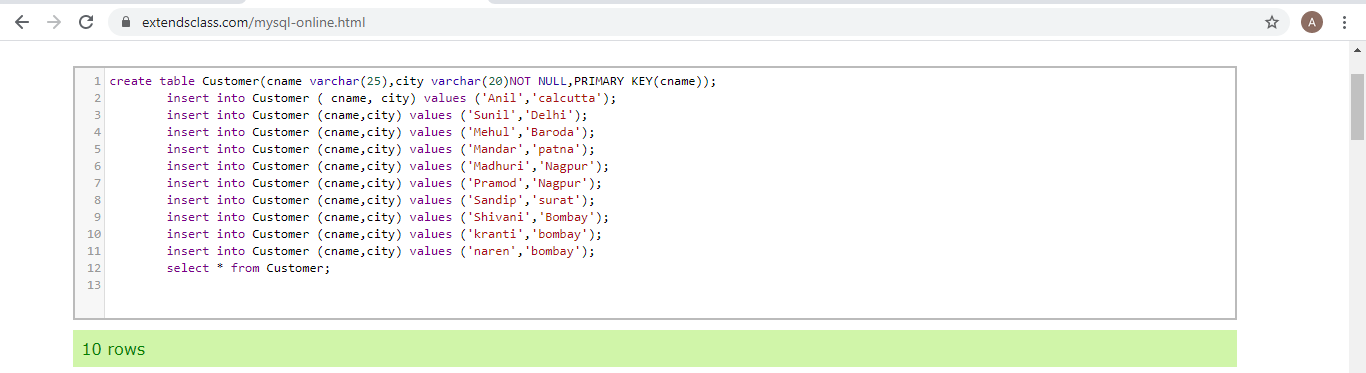 extendsclass.com/mysql-online.html
A
1 create table Customer(cname varchar(25),city varchar(20)NOT NULL,PRIMARY KEY(cname));
2 insert into Customer ( cname, city) values ('Anil','calcutta');
3 insert into Customer (cname,city) values ('Sunil','Delhi');
4 insert into Customer (cname,city) values ('Mehul','Baroda');
5 insert into Customer (cname,city) values ('Mandar','patna');
6 insert into Customer (cname,city) values ('Madhuri','Nagpur');
7 insert into Customer (cname,city) values ('Pramod','Nagpur');
8 insert into Customer (cname,city) values ('Sandip','surat');
9 insert into Customer (cname,city) values ('Shivani','Bombay');
10 insert into Customer (cname,city) values ('kranti','bombay');
11 insert into Customer (cname,city) values ('naren','bombay');
12 select * from Customer;
13
10 rows